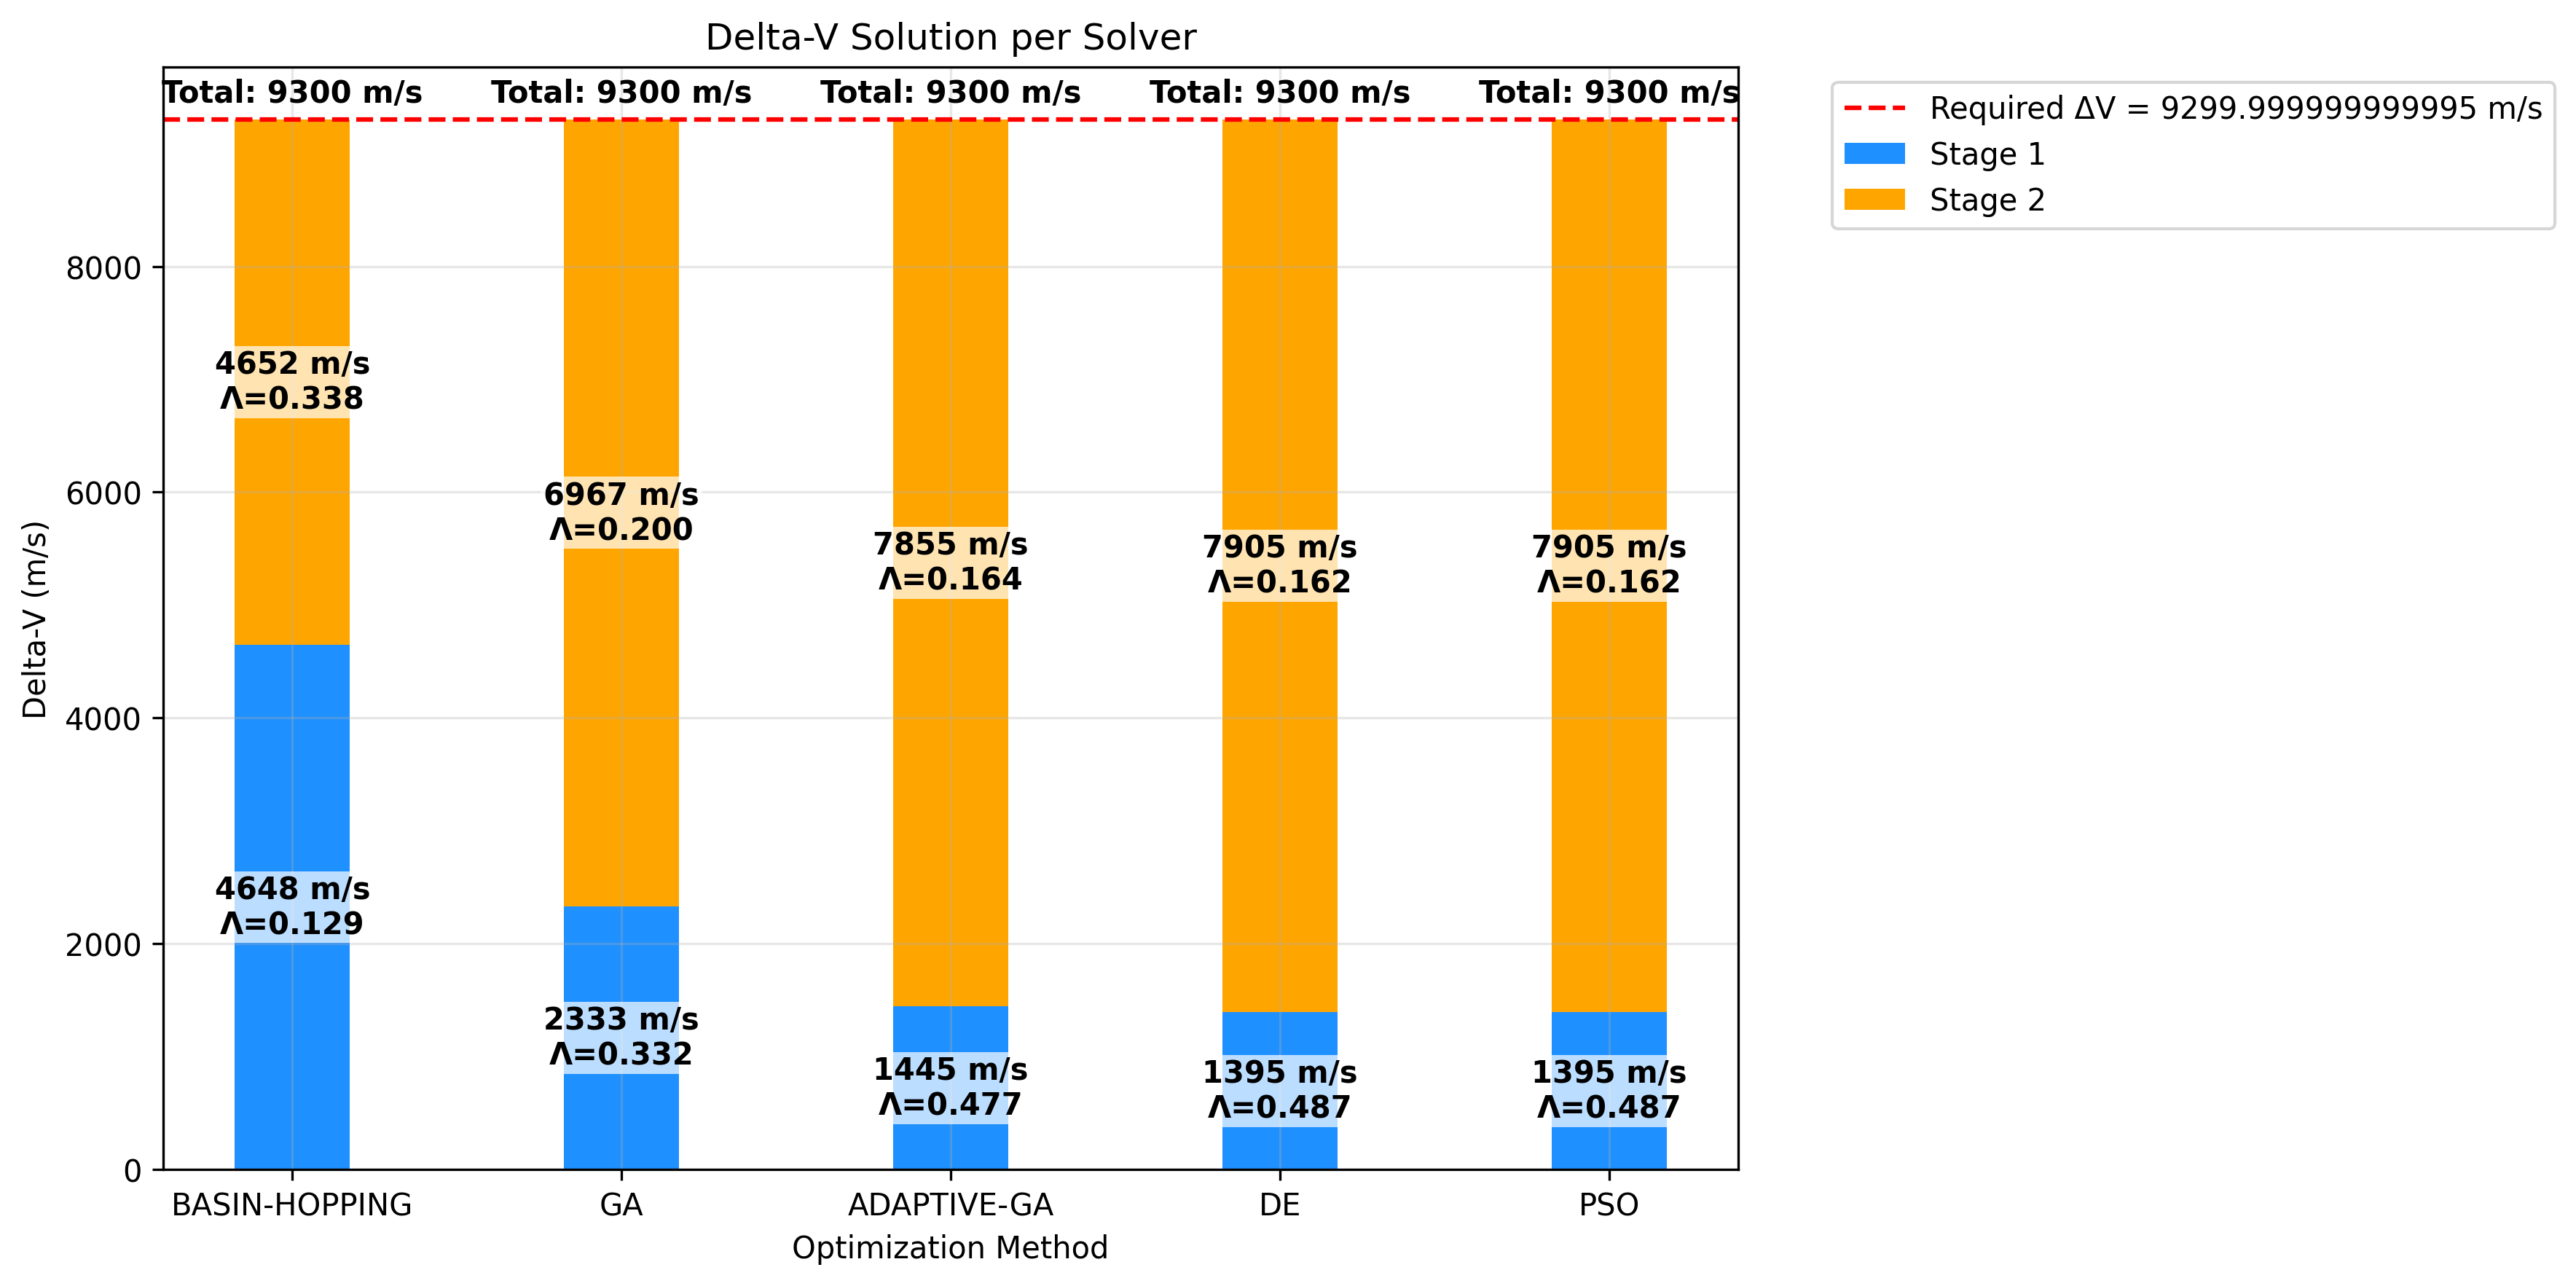 Delta-V Solution per Solver
Total: 9300 m/s
Total: 9300 m/s
Total: 9300 m/s
Total: 9300 m/s
Total: 9300 m/s
Required ΔV = 9299.999999999995 m/s
Stage 1
Stage 2
Delta-V (m/s)
8000
6000
4000
2000
0
4652 m/s
Λ=0.338
4648 m/s
Λ=0.129
6967 m/s
Λ=0.200
2333 m/s
Λ=0.332
7855 m/s
Λ=0.164
1445 m/s
Λ=0.477
7905 m/s
Λ=0.162
1395 m/s
Λ=0.487
7905 m/s
Λ=0.162
1395 m/s
Λ=0.487
BASIN-HOPPING
GA
ADAPTIVE-GA
DE
PSO
Optimization Method